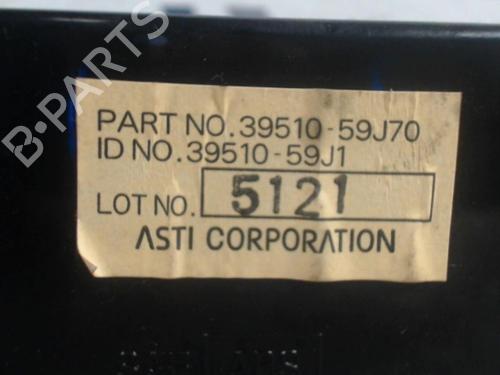 PART NO.39510-59J70
ID NO.39510-59J1
LOT NO. 5121
ASTI CORPORATION
B-PARTS